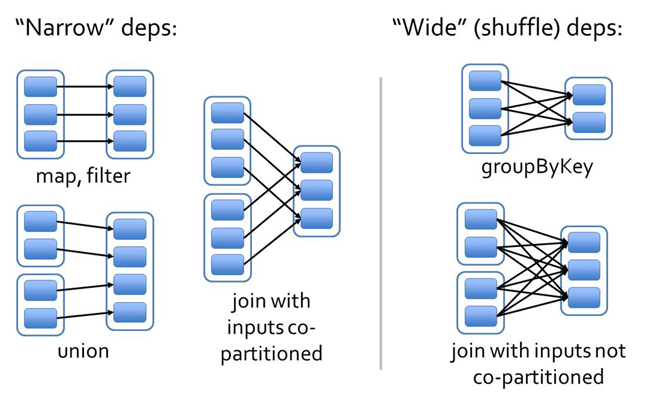 “Narrow” deps:
map, filter
union
join with
inputs co-
partitioned
“Wide” (shuffle) deps:
groupByKey
join with inputs not
co-partitioned